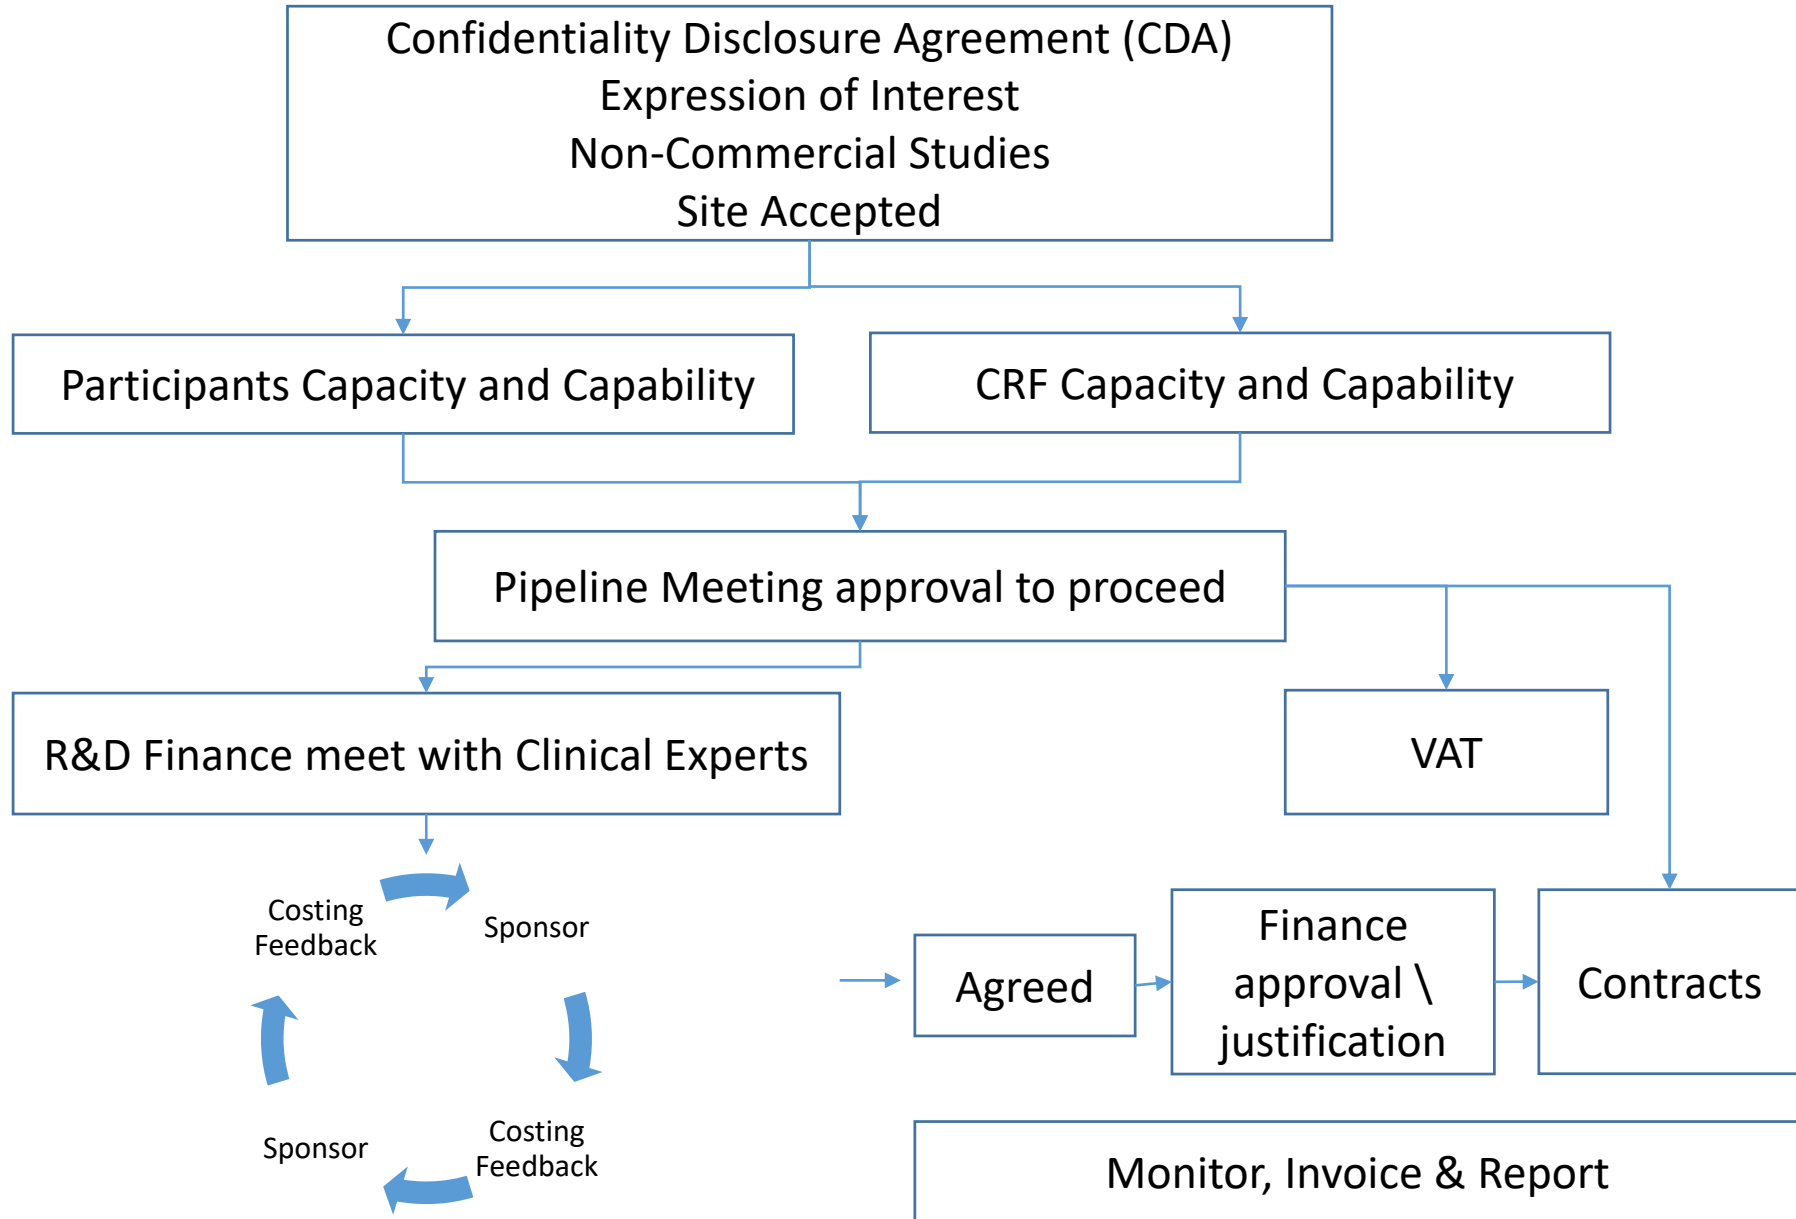 Confidentiality Disclosure Agreement (CDA)
Expression of Interest
Non-Commercial Studies
Site Accepted
Participants Capacity and Capability
CRF Capacity and Capability
Pipeline Meeting approval to proceed
R&D Finance meet with Clinical Experts
VAT
Costing
Feedback
Sponsor
Agreed
Finance
approval \
justification
Contracts
Sponsor
Costing
Feedback
Monitor, Invoice & Report